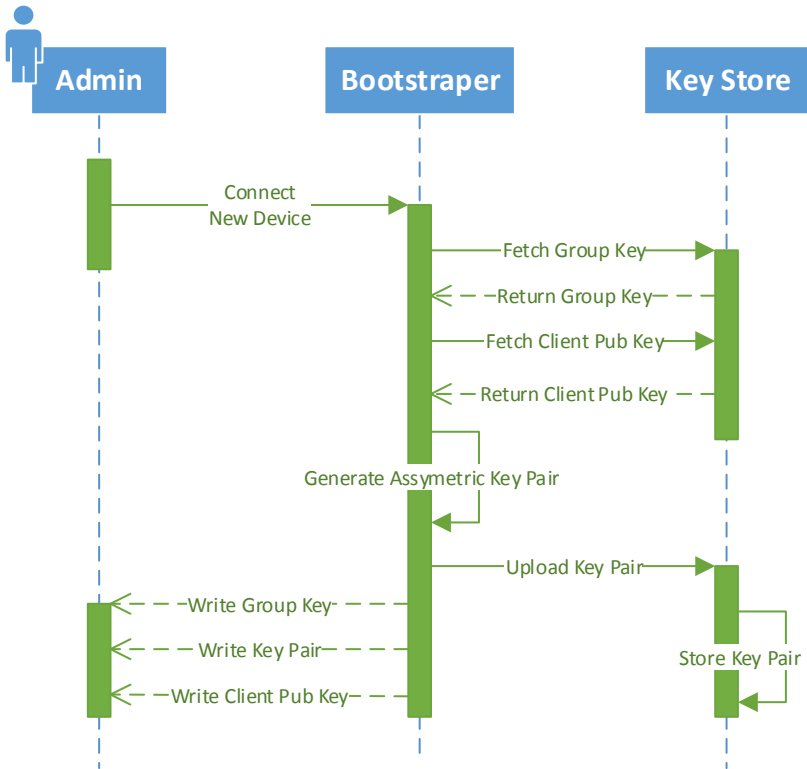 Admin
Bootstraper
Key Store
Connect
New Device
Fetch Group Key
Return Group Key
Fetch Client Pub Key
Return Client Pub Key
Generate Assymetric Key Pair
Upload Key Pair
Write Group Key
Write Key Pair
Store Key Pair
Write Client Pub Key